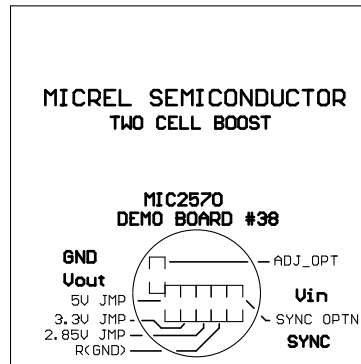 MICREL SEMICONDUCTOR
TWO CELL BOOST
MIC2570
DEMO BOARD #38
GND
ADJ_OPT
Vout
5V JMP
Vin
3.3V JMP
SYNC OPTN
2.85V JMP
SYNC
R(GND)